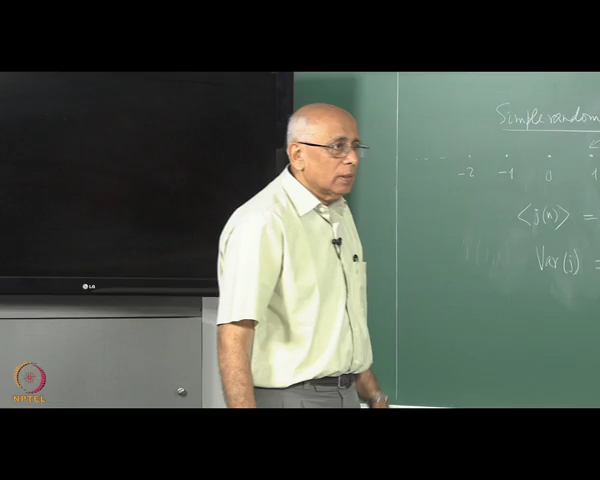 Simple random
... -2 -1 0 1
<j(n)> =
Var (j) =
LG
NPTEL